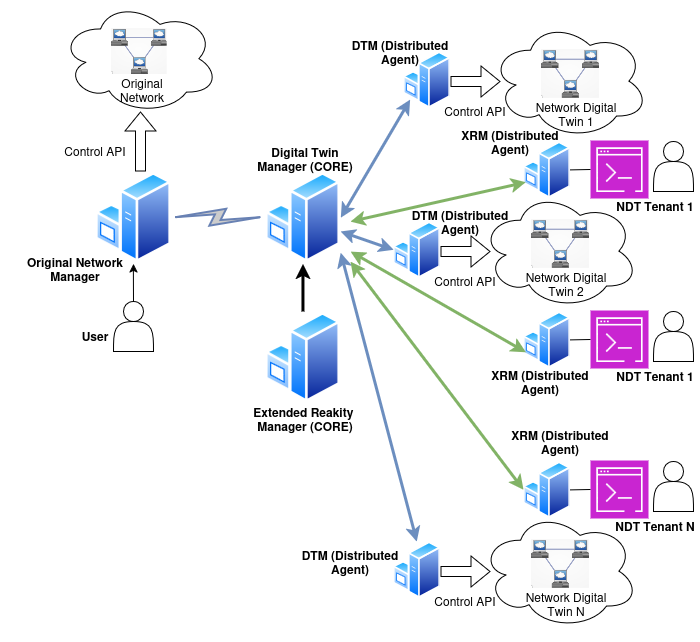 Original
Network
Control API
Original Network
Manager
User
Digital Twin
Manager (CORE)
Extended Reakity
Manager (CORE)
DTM (Distributed
Agent)
Control API
Network Digital
Twin 1
XRM (Distributed
Agent)
NDT Tenant 1
DTM (Distributed
Agent)
Control API
Network Digital
Twin 2
XRM (Distributed
Agent)
NDT Tenant 1
XRM (Distributed
Agent)
NDT Tenant N
DTM (Distributed
Agent)
Control API
Network Digital
Twin N